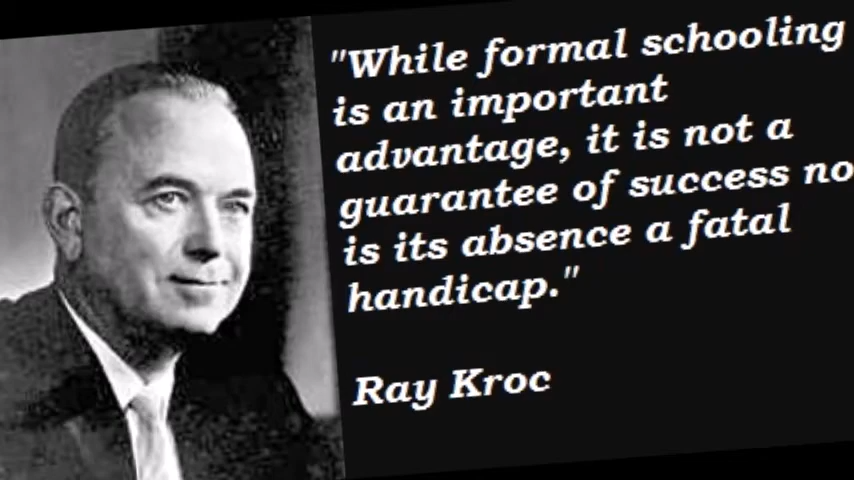 "While formal schooling
is an important
advantage, it is not a
guarantee of success no
is its absence a fatal
handicap."
Ray Kroc